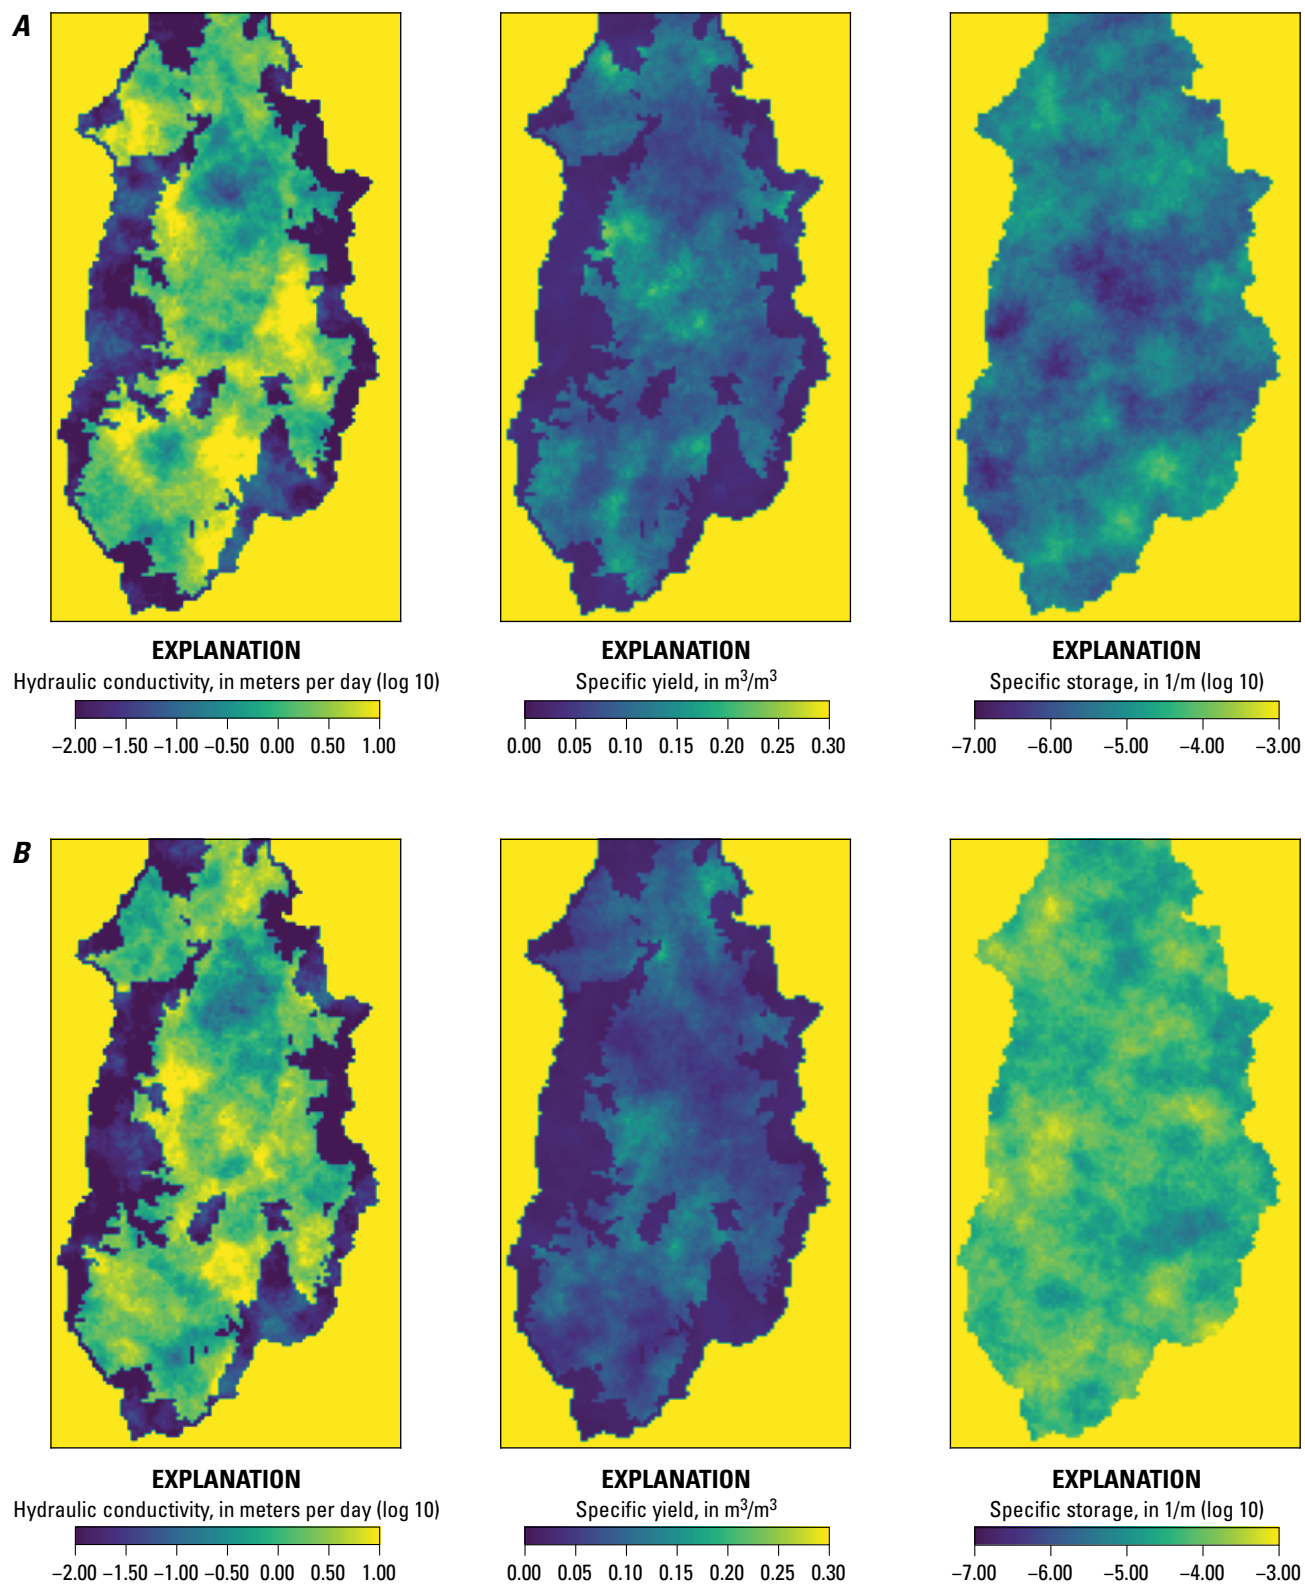 A
EXPLANATION
Hydraulic conductivity, in meters per day (log 10)
−2.00 −1.50 −1.00 −0.50 0.00 0.50 1.00
EXPLANATION
Specific yield, in m³/m³
0.00 0.05 0.10 0.15 0.20 0.25 0.30
EXPLANATION
Specific storage, in 1/m (log 10)
−7.00 −6.00 −5.00 −4.00 −3.00
B
EXPLANATION
Hydraulic conductivity, in meters per day (log 10)
−2.00 −1.50 −1.00 −0.50 0.00 0.50 1.00
EXPLANATION
Specific yield, in m³/m³
0.00 0.05 0.10 0.15 0.20 0.25 0.30
EXPLANATION
Specific storage, in 1/m (log 10)
−7.00 −6.00 −5.00 −4.00 −3.00